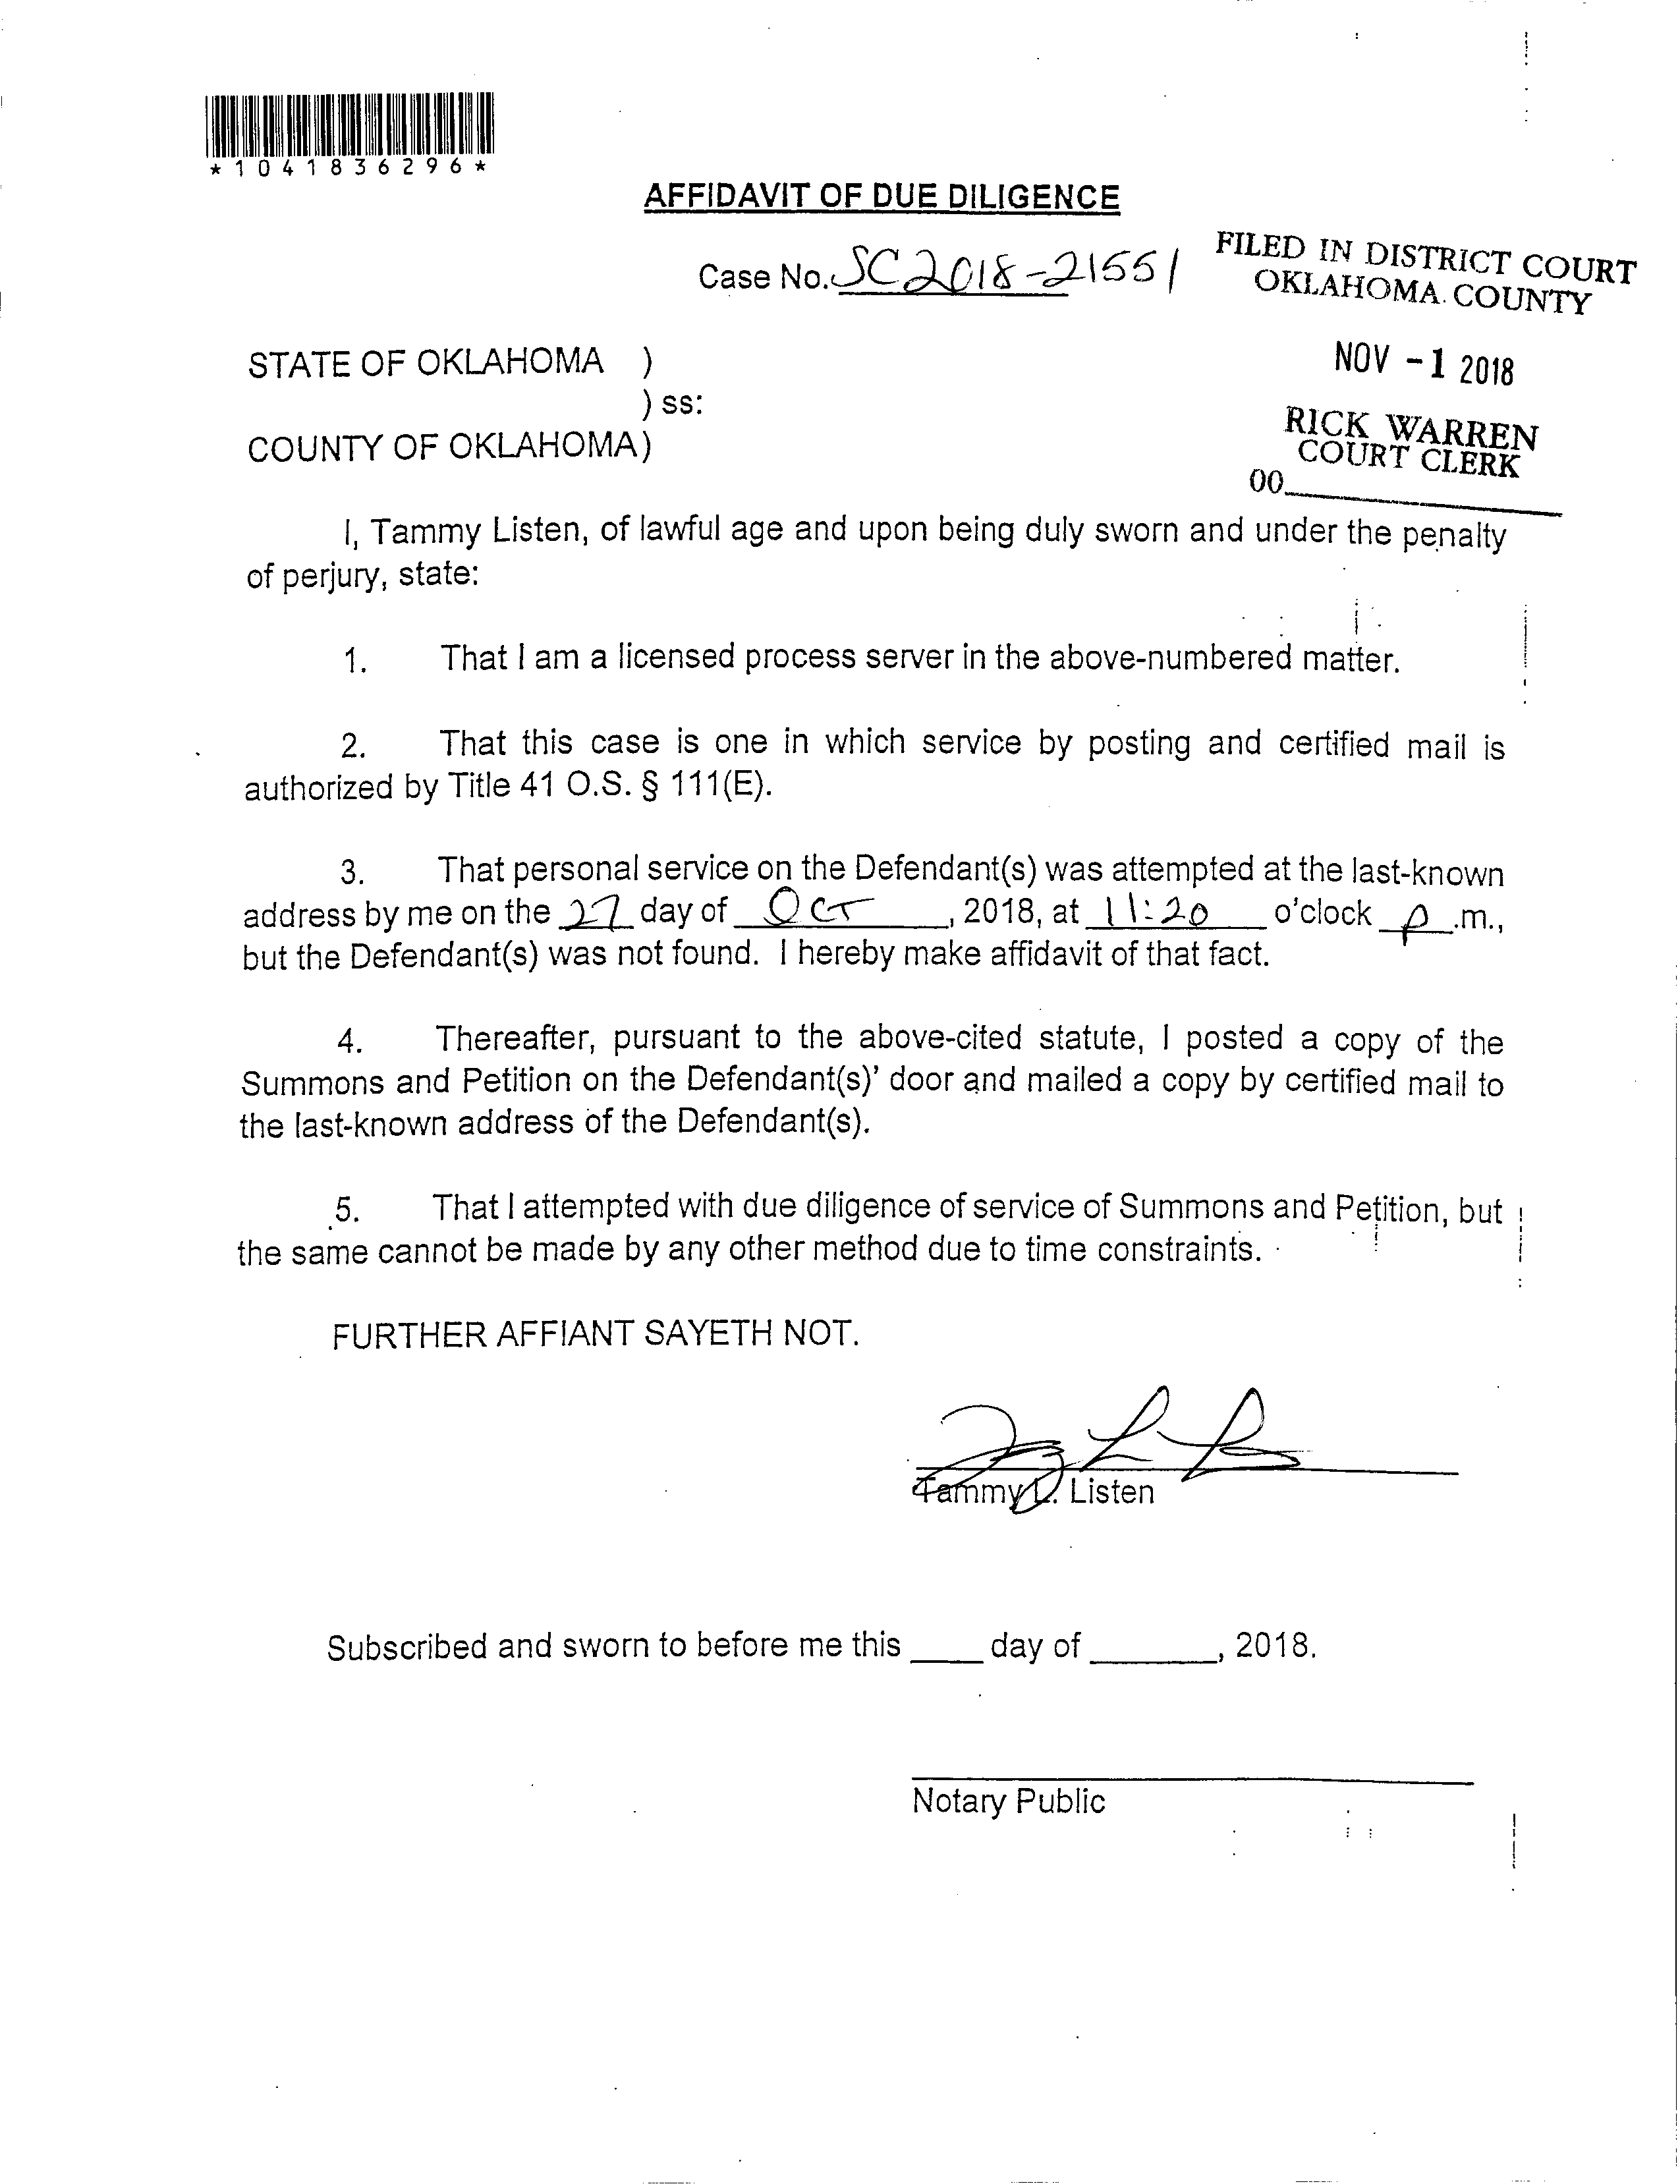 *1041836296*
AFFIDAVIT OF DUE DILIGENCE
Case No. SC2018-21551
FILED IN DISTRICT COURT
OKLAHOMA COUNTY
NOV -1 2018
RICK WARREN
COURT CLERK
00
STATE OF OKLAHOMA )
) ss:
COUNTY OF OKLAHOMA)
I, Tammy Listen, of lawful age and upon being duly sworn and under the penalty
of perjury, state:
1. That I am a licensed process server in the above-numbered matter.
2. That this case is one in which service by posting and certified mail is
authorized by Title 41 O.S. § 111(E).
3. That personal service on the Defendant(s) was attempted at the last-known
address by me on the 27 day of OCT, 2018, at 11:20 o'clock p.m.,
but the Defendant(s) was not found. I hereby make affidavit of that fact.
4. Thereafter, pursuant to the above-cited statute, I posted a copy of the
Summons and Petition on the Defendant(s)' door and mailed a copy by certified mail to
the last-known address of the Defendant(s).
5. That I attempted with due diligence of service of Summons and Petition, but
the same cannot be made by any other method due to time constraints.
FURTHER AFFIANT SAYETH NOT.
Tammy L. Listen
Subscribed and sworn to before me this ____ day of _______, 2018.
Notary Public